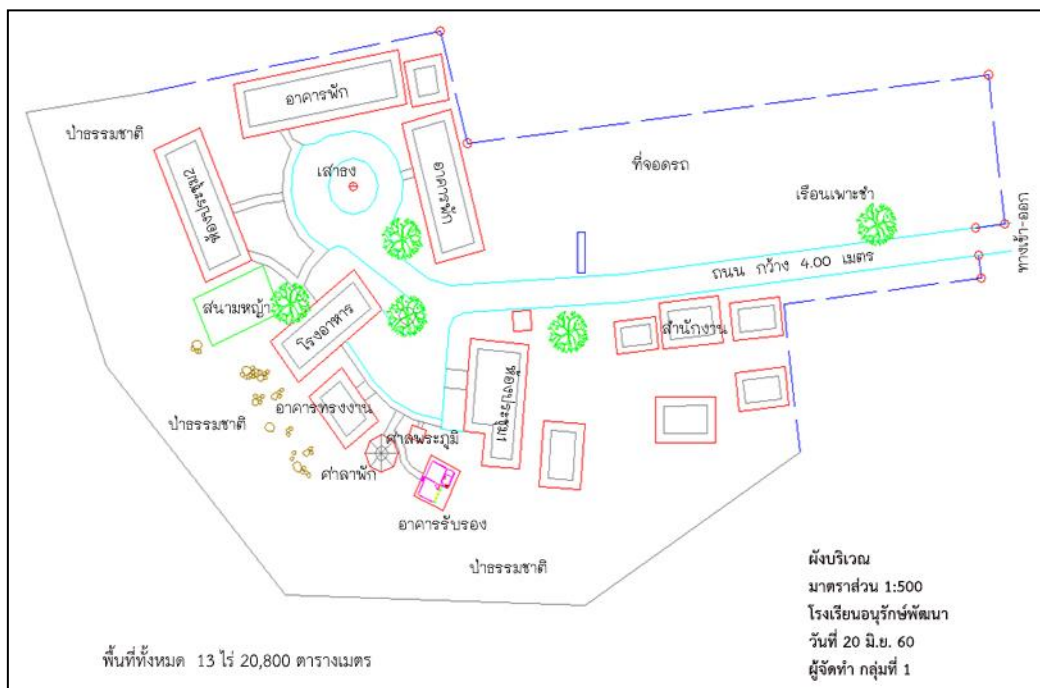 อาคารพัก
ป่าธรรมชาติ
ห้องประชุม2
เสาธง
อาคารพัก
ที่จอดรถ
เรือนเพาะชำ
ทางเข้า-ออก
ถนน กว้าง 4.00 เมตร
สนามหญ้า
โรงอาหาร
สำนักงาน
ห้องประชุม1
อาคารทรงงาน
ป่าธรรมชาติ
ศาลพระภูมิ
ศาลาพัก
อาคารรับรอง
ป่าธรรมชาติ
ผังบริเวณ
มาตราส่วน 1:500
โรงเรียนอนุรักษ์พัฒนา
วันที่ 20 มิ.ย. 60
ผู้จัดทำ กลุ่มที่ 1
พื้นที่ทั้งหมด 13 ไร่ 20,800 ตารางเมตร